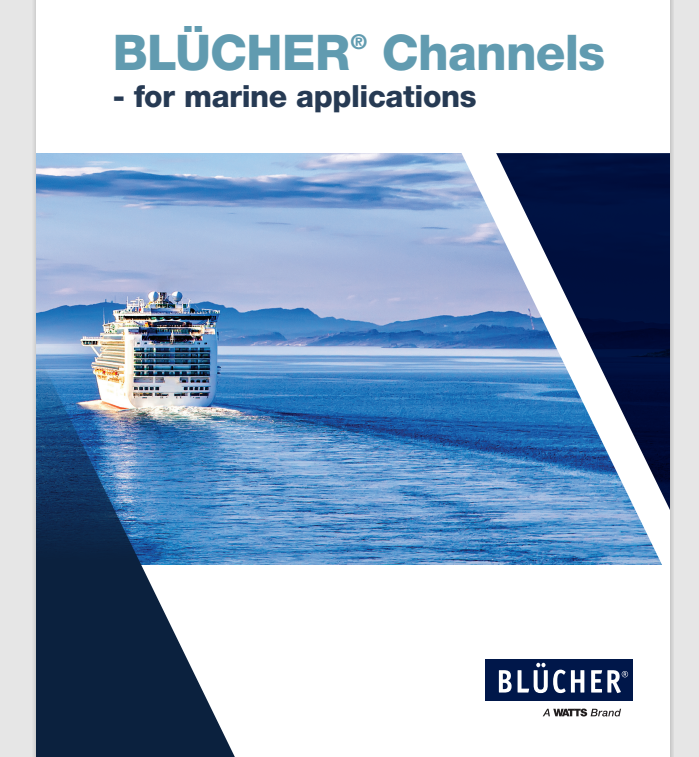 BLÜCHER® Channels
- for marine applications
BLÜCHER®
A WATTS Brand